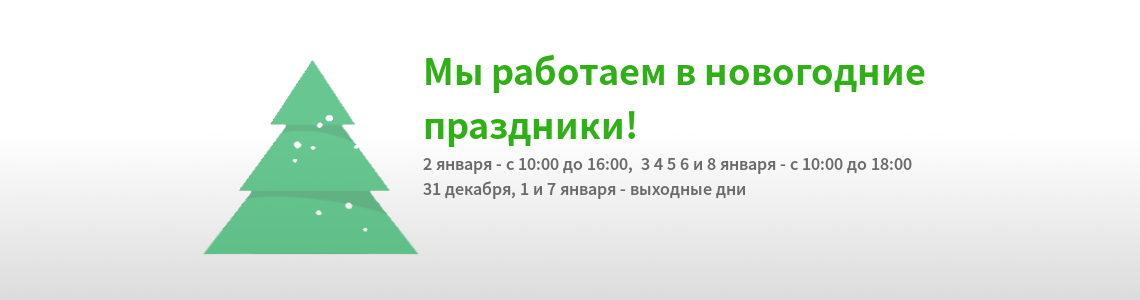 Мы работаем в новогодние
праздники!
2 января - с 10:00 до 16:00,  3 4 5 6 и 8 января - с 10:00 до 18:00
31 декабря, 1 и 7 января - выходные дни